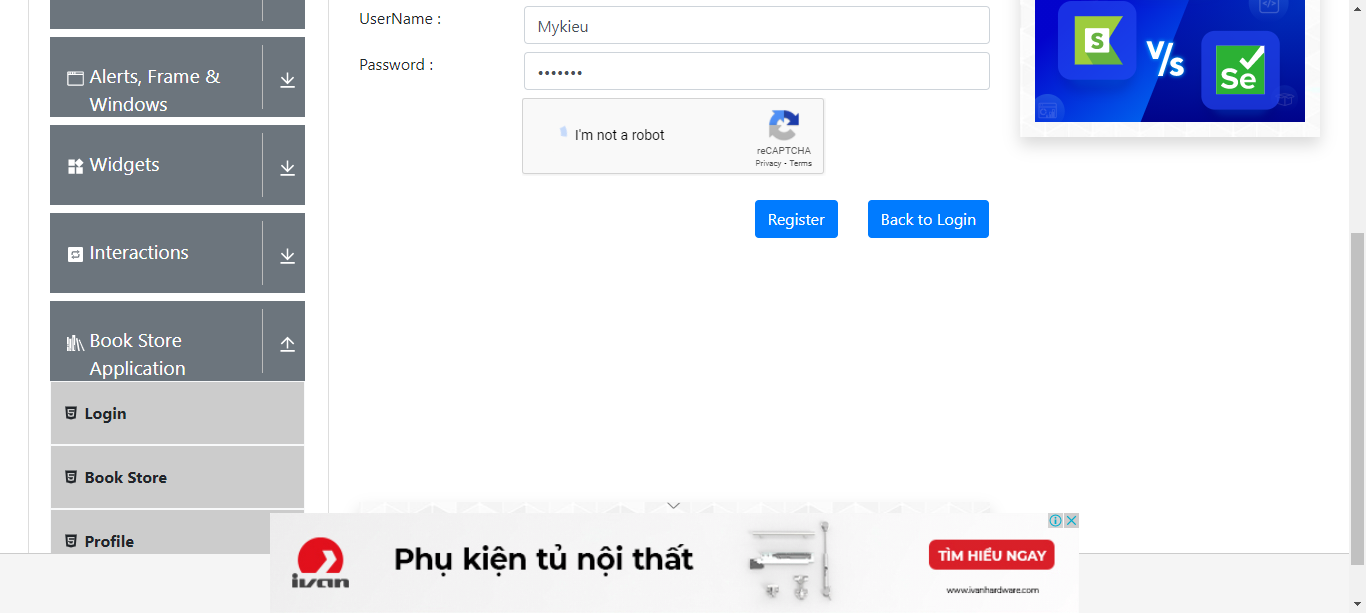 UserName :
Mykieu
Password :
•••••••
I'm not a robot
reCAPTCHA
Privacy - Terms
Register
Back to Login
Alerts, Frame &
Windows
Widgets
Interactions
Book Store
Application
Login
Book Store
Profile
S
V/s
Se
ivan
Phụ kiện tủ nội thất
TÌM HIỂU NGAY
www.ivanhardware.com